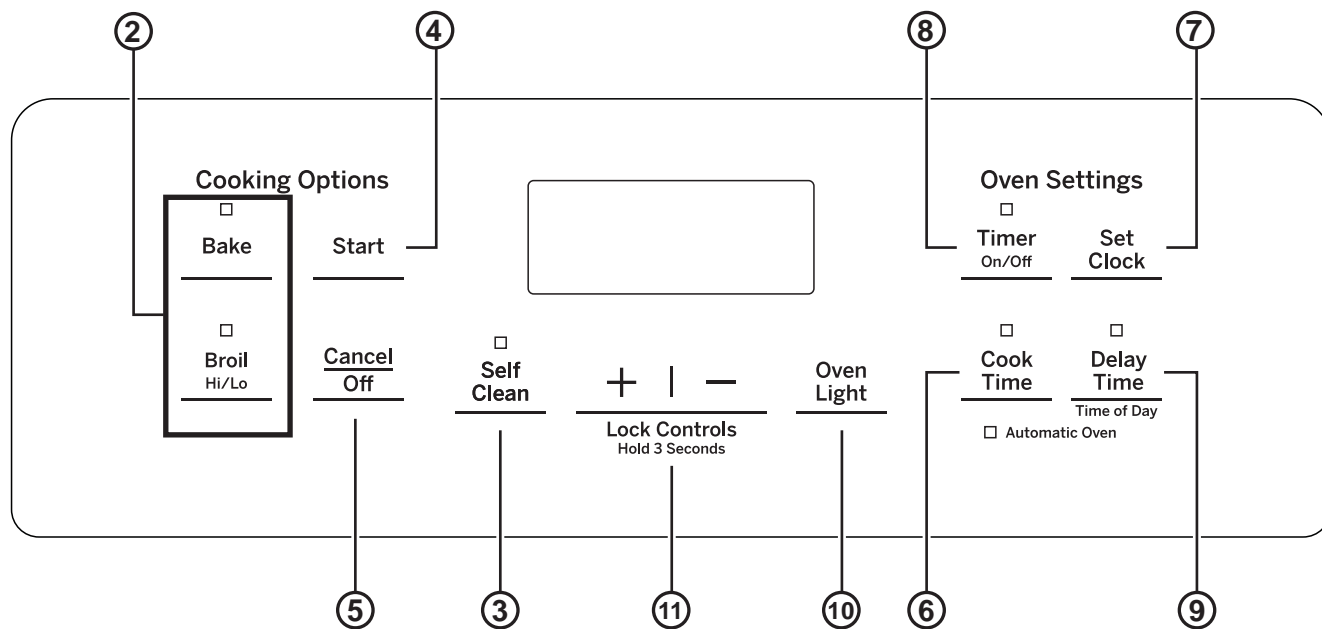 2
4
8
7
Cooking Options
Oven Settings
Bake
Start
Timer
On/Off
Set
Clock
Broil
Hi/Lo
Cancel
Off
Self
Clean
+ | −
Lock Controls
Hold 3 Seconds
Oven
Light
Cook
Time
Delay
Time
Time of Day
Automatic Oven
5
3
11
10
6
9